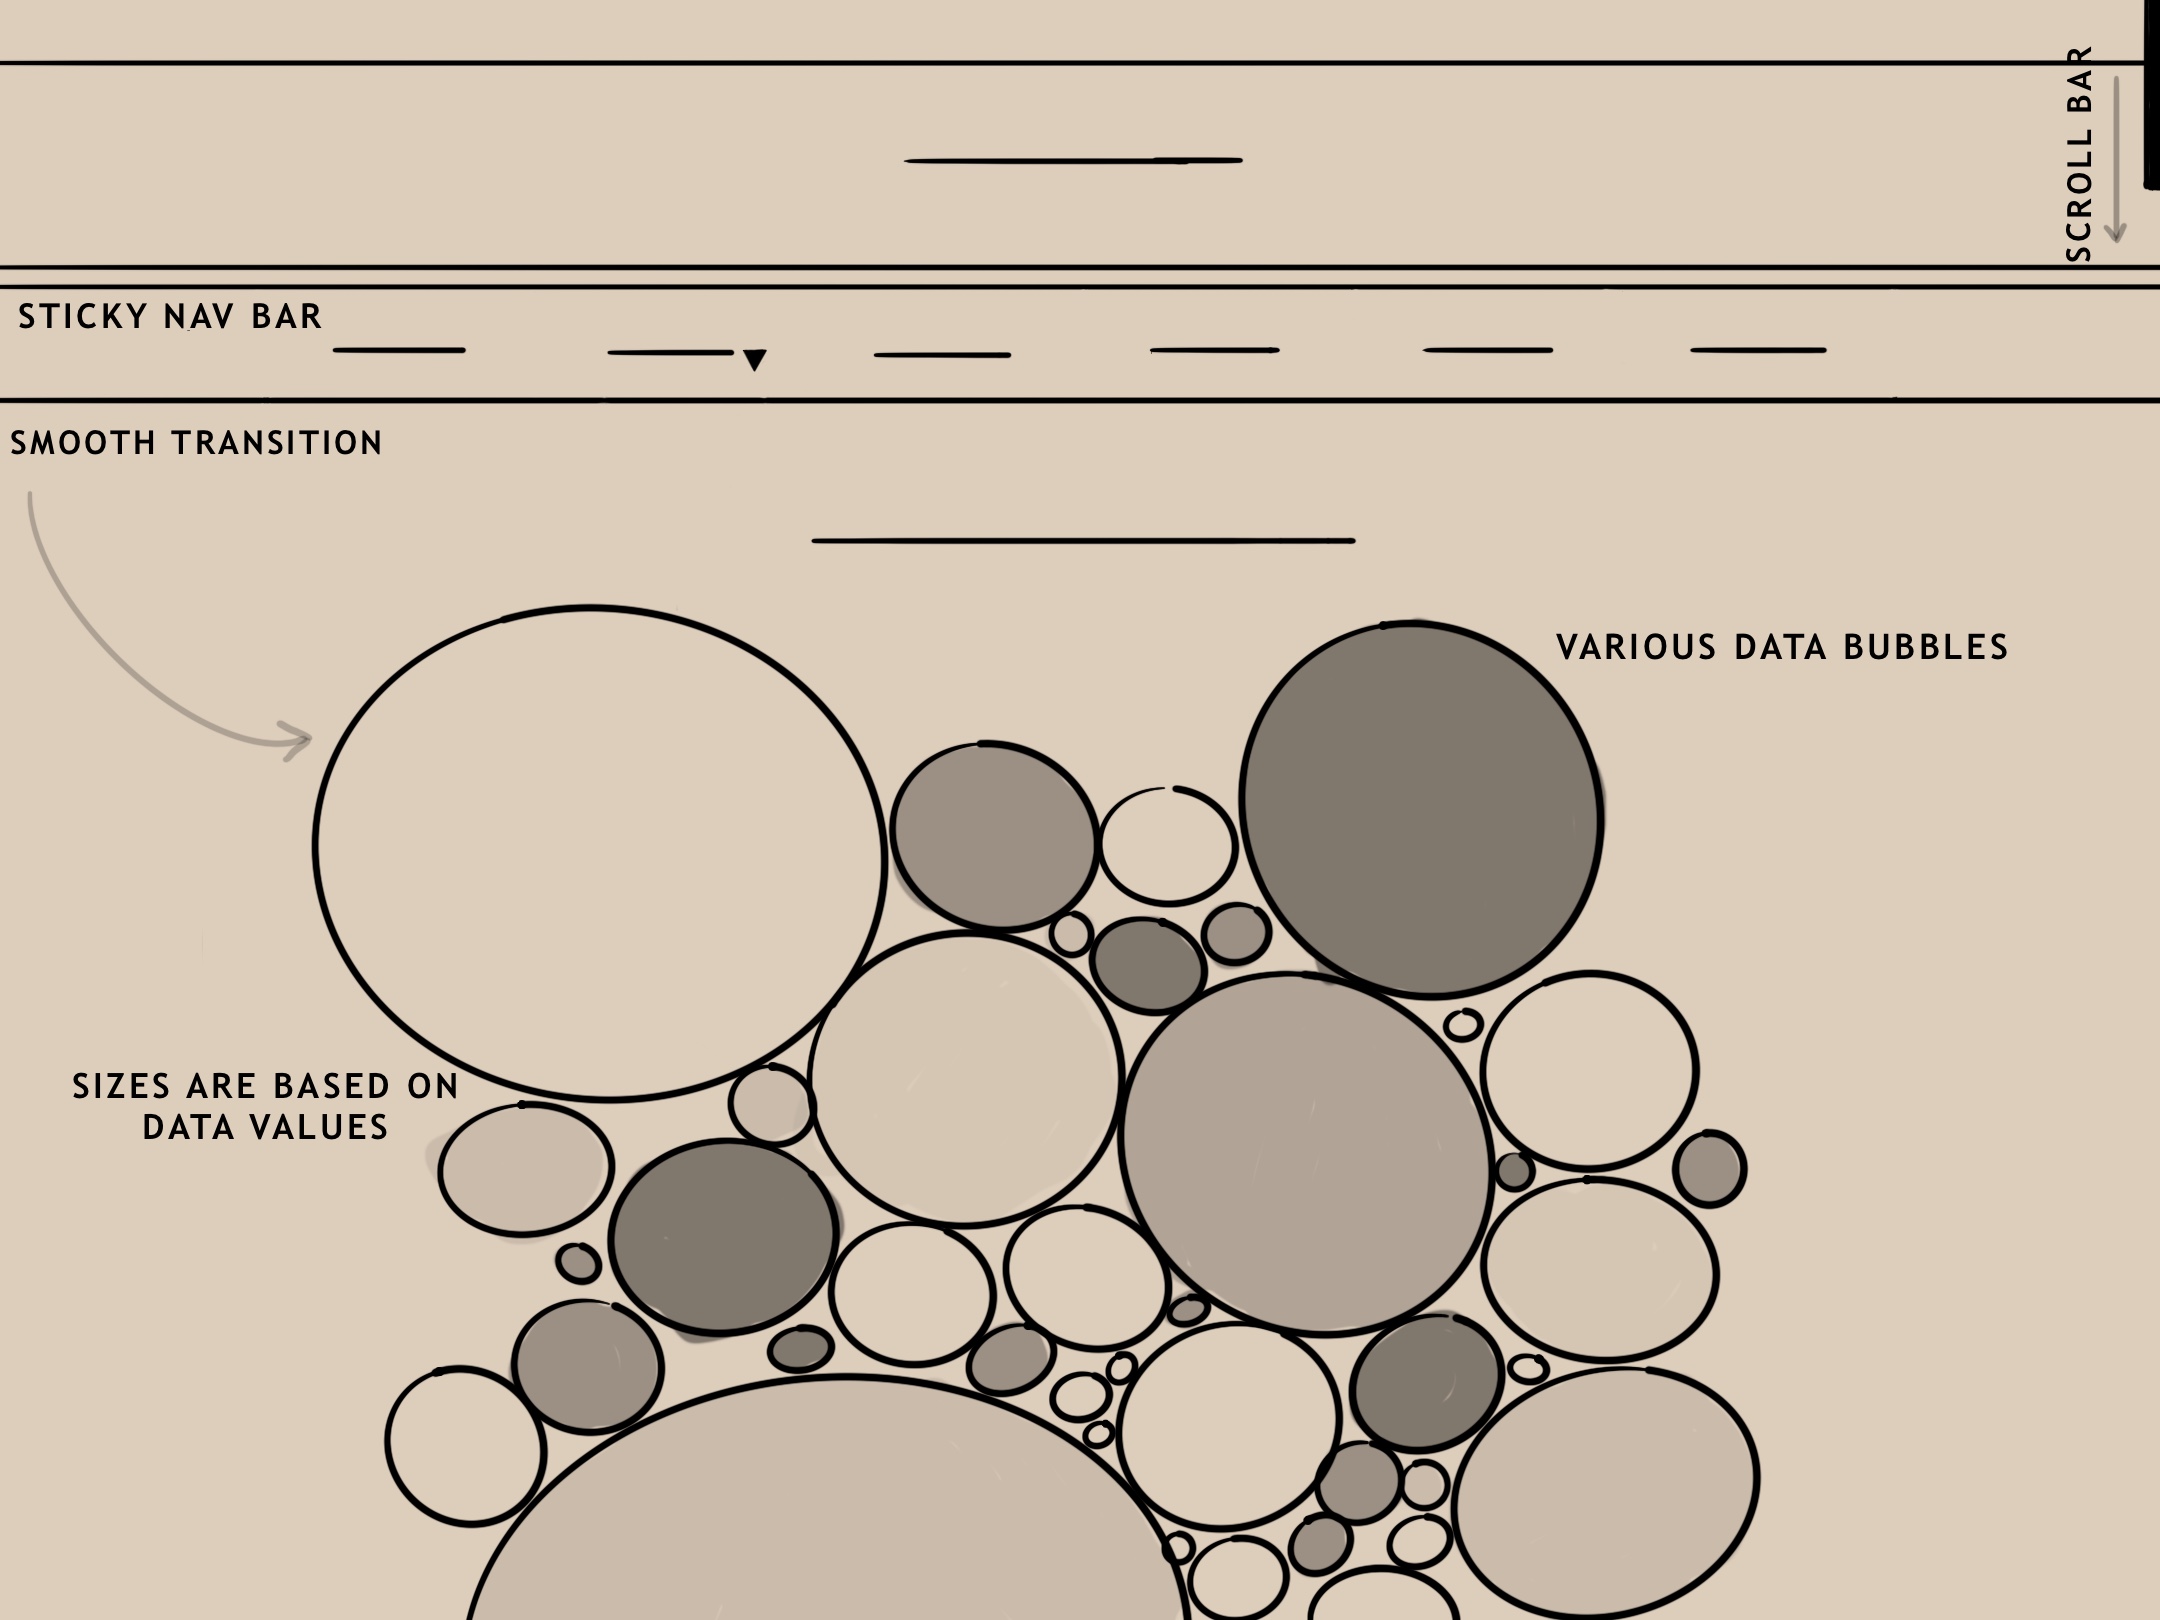 SCROLL BAR
STICKY NAV BAR
SMOOTH TRANSITION
VARIOUS DATA BUBBLES
SIZES ARE BASED ON
DATA VALUES